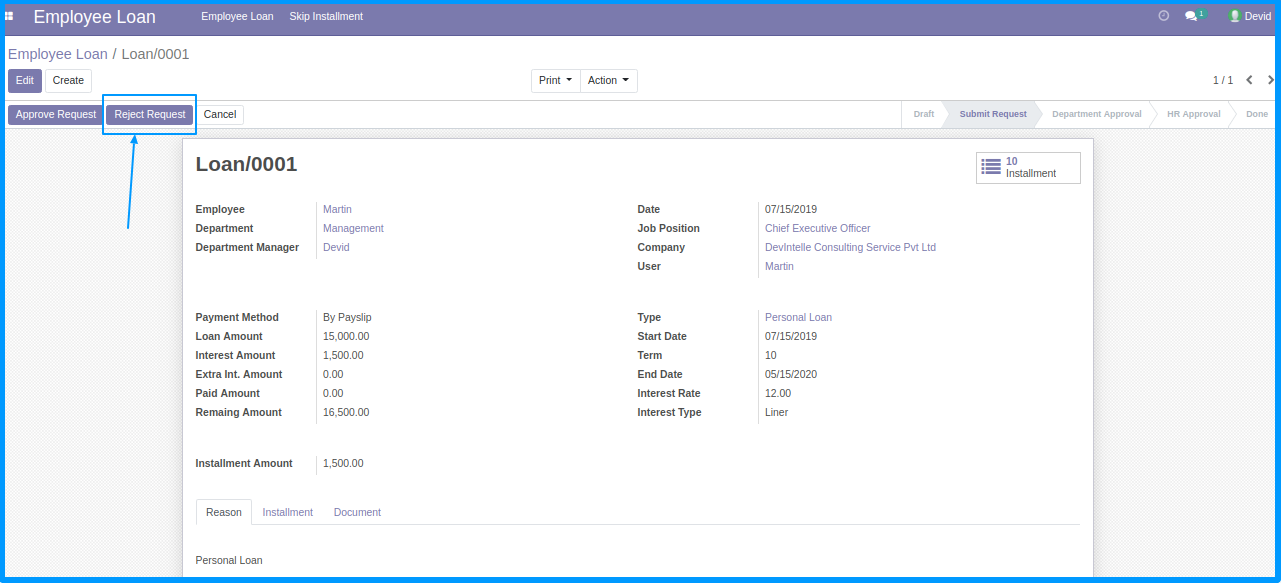 Employee Loan Employee Loan Skip Installment 1 Devid
Employee Loan / Loan/0001
Edit Create Print Action 1 / 1
Approve Request Reject Request Cancel Draft Submit Request Department Approval HR Approval Done
Loan/0001
10
Installment
Employee Martin Date 07/15/2019
Department Management Job Position Chief Executive Officer
Department Manager Devid Company DevIntelle Consulting Service Pvt Ltd
User Martin
Payment Method By Payslip Type Personal Loan
Loan Amount 15,000.00 Start Date 07/15/2019
Interest Amount 1,500.00 Term 10
Extra Int. Amount 0.00 End Date 05/15/2020
Paid Amount 0.00 Interest Rate 12.00
Remaing Amount 16,500.00 Interest Type Liner
Installment Amount 1,500.00
Reason Installment Document
Personal Loan